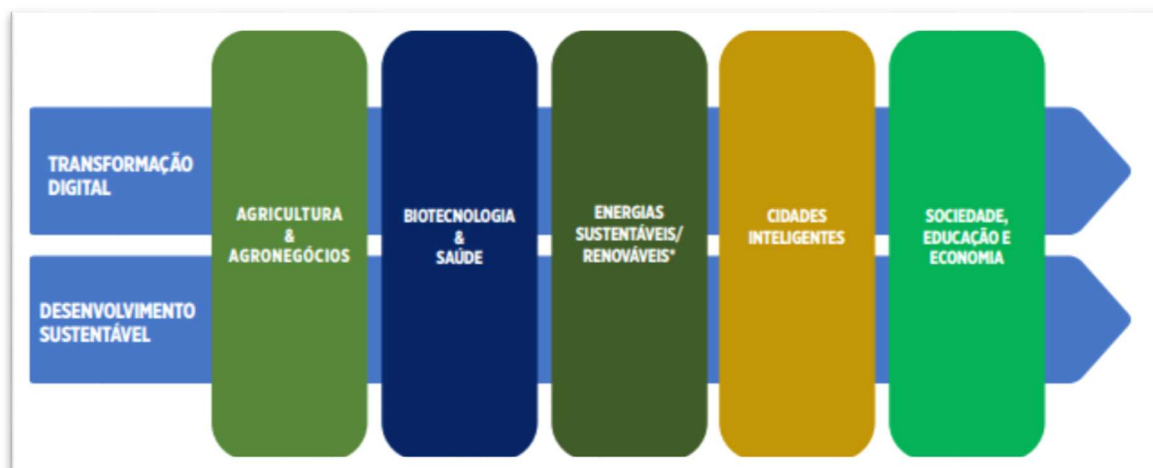 TRANSFORMAÇÃO
DIGITAL
DESENVOLVIMENTO
SUSTENTÁVEL
AGRICULTURA
&
AGRONEGÓCIOS
BIOTECNOLOGIA
&
SAÚDE
ENERGIAS
SUSTENTÁVEIS/
RENOVÁVEIS*
CIDADES
INTELIGENTES
SOCIEDADE,
EDUCAÇÃO E
ECONOMIA